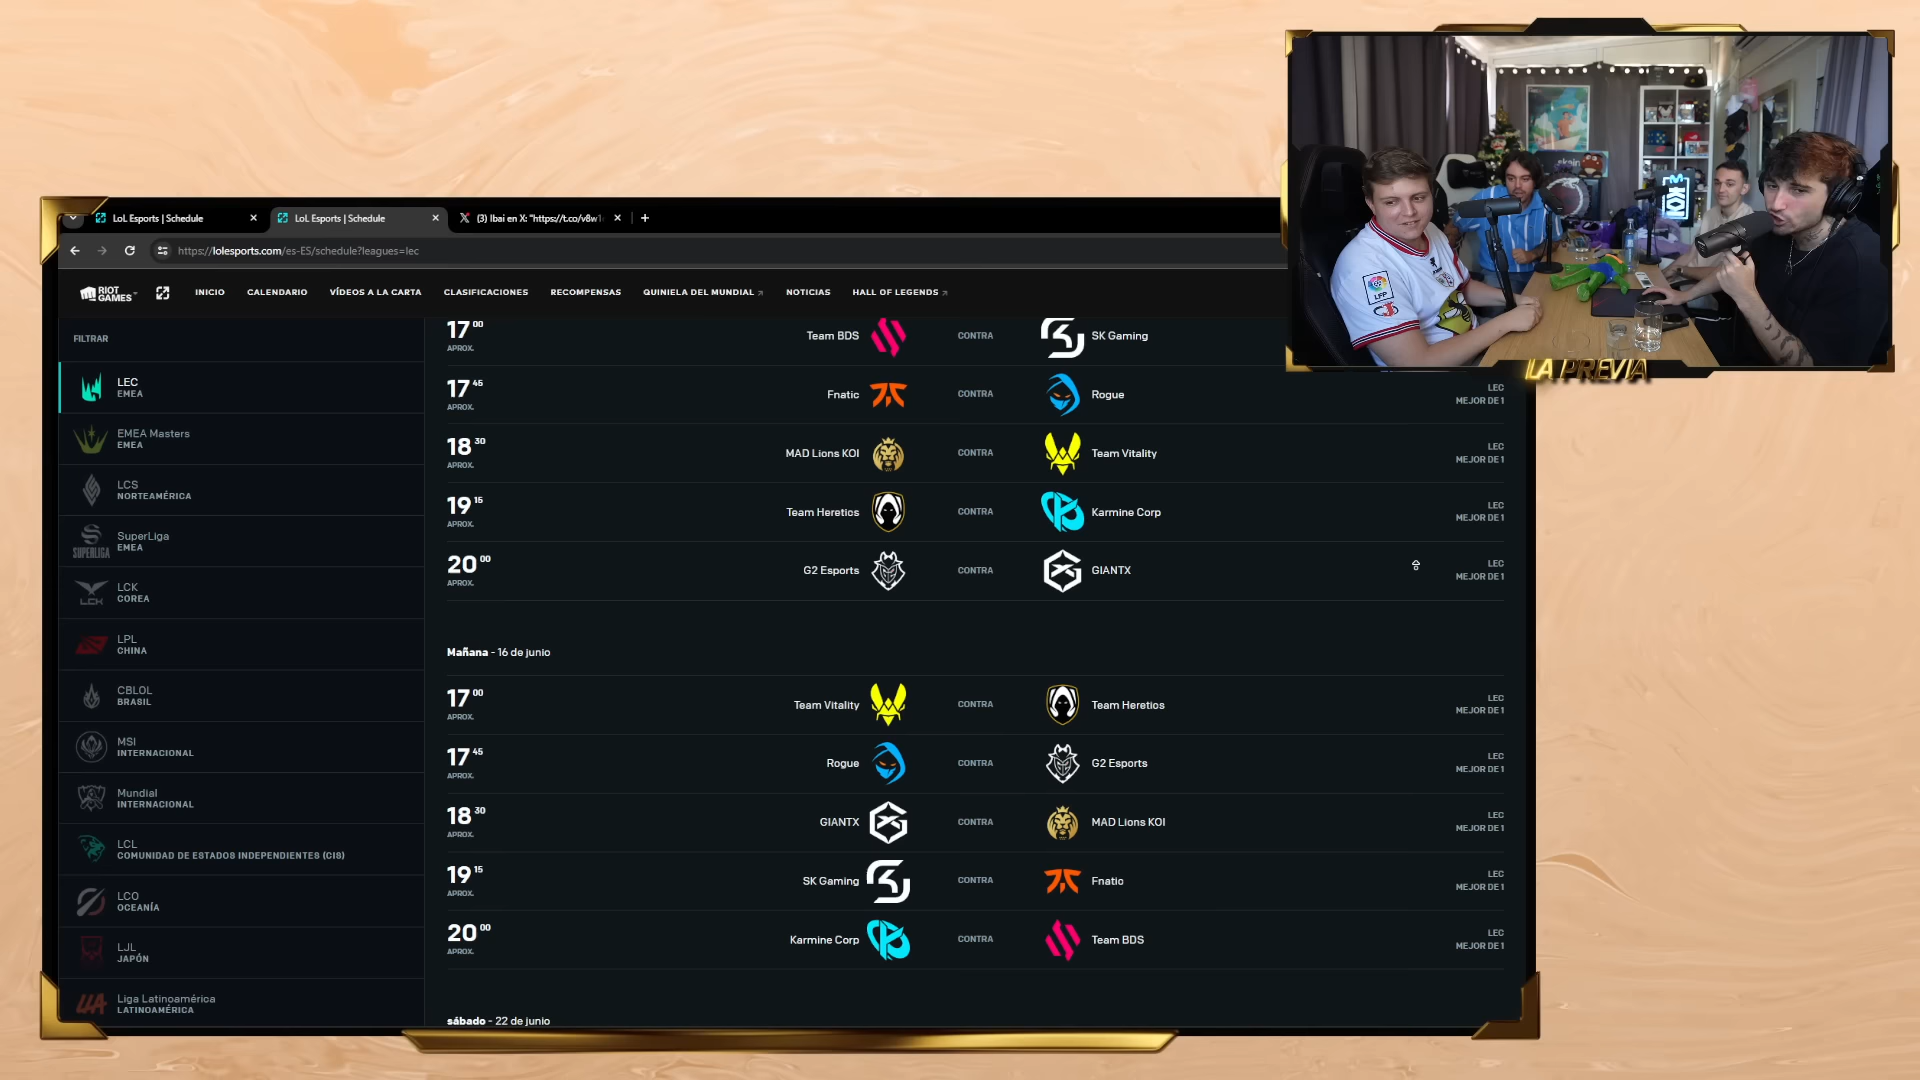 LoL Esports | Schedule
LoL Esports | Schedule
(3) Ibai en X: "https://t.co/v8w1
https://lolesports.com/es-ES/schedule?leagues=lec
RIOT GAMES
INICIO
CALENDARIO
VÍDEOS A LA CARTA
CLASIFICACIONES
RECOMPENSAS
QUINIELA DEL MUNDIAL
NOTICIAS
HALL OF LEGENDS
LFP
KOI
LA PREVIA
FILTRAR
LEC
EMEA
EMEA Masters
EMEA
LCS
NORTEAMÉRICA
SuperLiga
EMEA
SUPERLIGA
LCK
COREA
LCK
LPL
CHINA
CBLOL
BRASIL
MSI
INTERNACIONAL
Mundial
INTERNACIONAL
LCL
COMUNIDAD DE ESTADOS INDEPENDIENTES (CIS)
LCO
OCEANÍA
LJL
JAPÓN
Liga Latinoamérica
LATINOAMÉRICA
17 00 APROX. Team BDS CONTRA SK Gaming
17 45 APROX. Fnatic CONTRA Rogue LEC MEJOR DE 1
18 30 APROX. MAD Lions KOI CONTRA Team Vitality LEC MEJOR DE 1
19 15 APROX. Team Heretics CONTRA Karmine Corp LEC MEJOR DE 1
20 00 APROX. G2 Esports CONTRA GIANTX LEC MEJOR DE 1
Mañana - 16 de junio
17 00 APROX. Team Vitality CONTRA Team Heretics LEC MEJOR DE 1
17 45 APROX. Rogue CONTRA G2 Esports LEC MEJOR DE 1
18 30 APROX. GIANTX CONTRA MAD Lions KOI LEC MEJOR DE 1
19 15 APROX. SK Gaming CONTRA Fnatic LEC MEJOR DE 1
20 00 APROX. Karmine Corp CONTRA Team BDS LEC MEJOR DE 1
sábado - 22 de junio